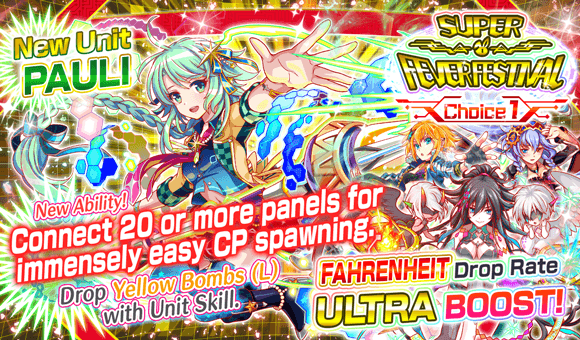 New Unit
PAULI
SUPER
FEVER FESTIVAL
Choice 1
New Ability!
Connect 20 or more panels for
immensely easy CP spawning.
Drop Yellow Bombs (L)
with Unit Skill.
FAHRENHEIT Drop Rate
ULTRA BOOST!